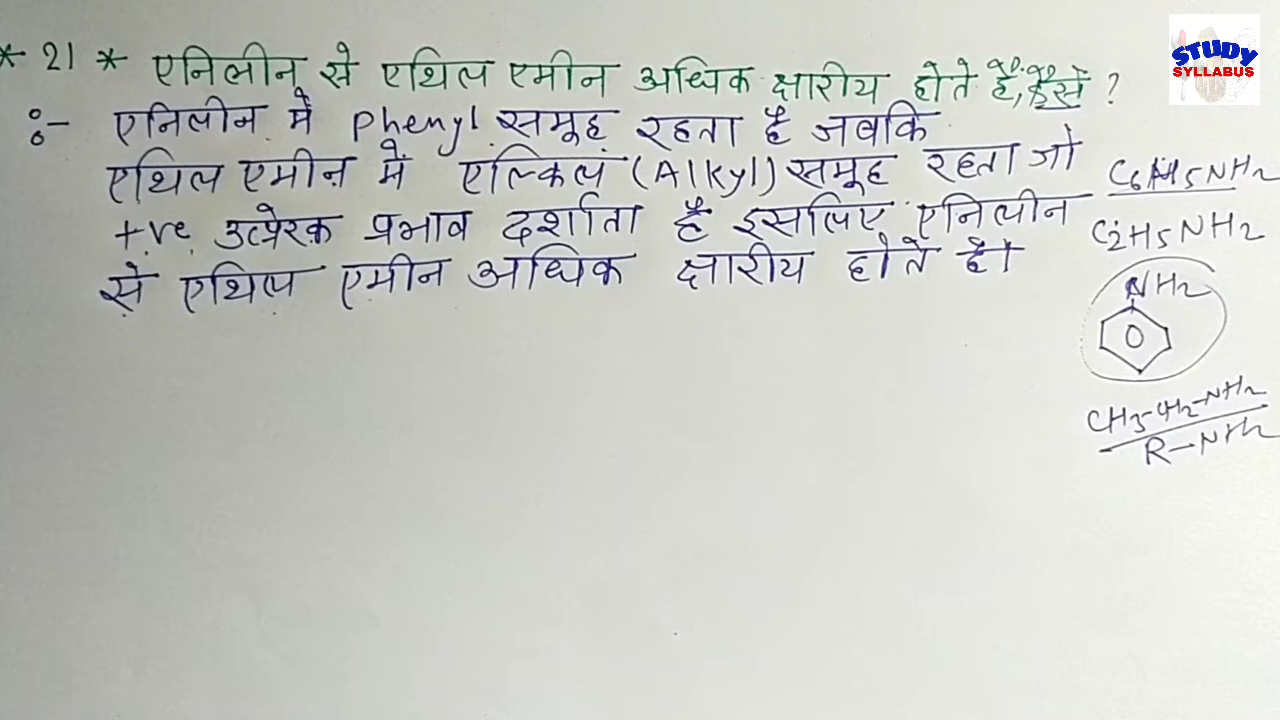 * 21 * एनिलीन से एथिल एमीन अधिक क्षारीय होते हैं, कैसे ?
:- एनिलीन में Phenyl समूह रहता है जबकि
एथिल एमीन में एल्किल (Alkyl) समूह रहता जो
+ve उत्प्रेरक प्रभाव दर्शाता है इसलिए एनिलीन
से एथिल एमीन अधिक क्षारीय होते है।
C6H5NH2
C2H5NH2
NH2
CH3-CH2-NH2
R-NH2
STUDY
SYLLABUS